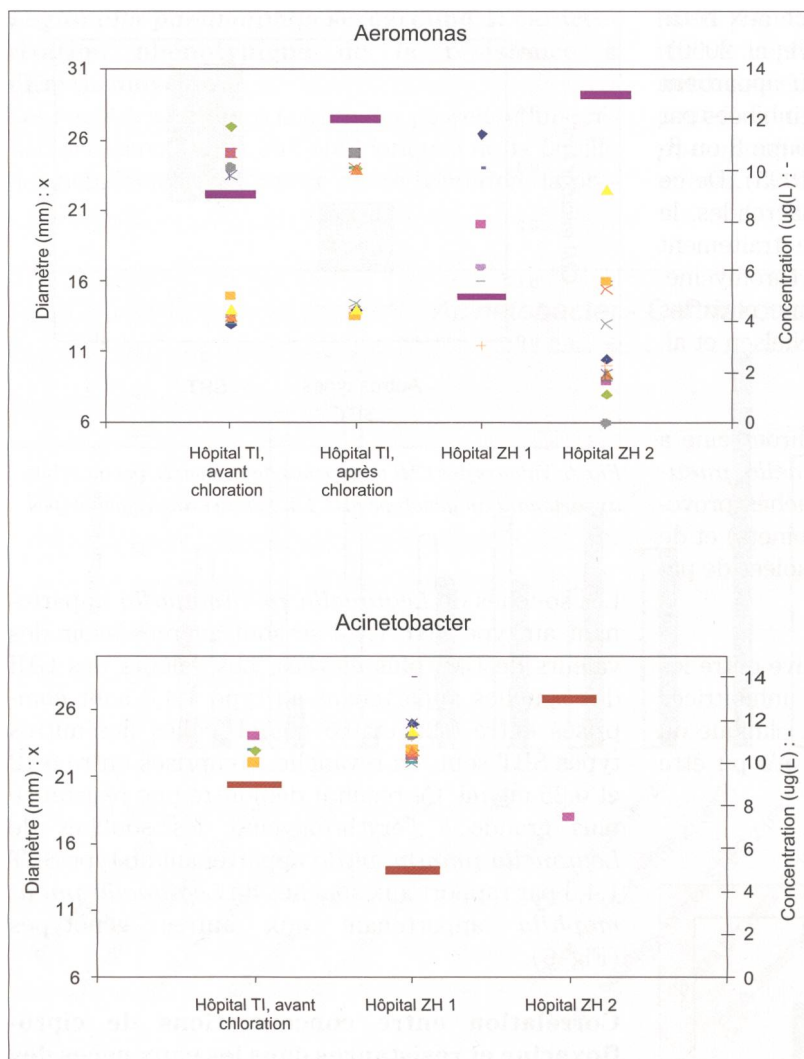 Aeromonas
Diamètre (mm) : x
31
26
21
16
11
6
14
12
10
8
6
4
2
0
Concentration (ug(L) : -
Hôpital TI,
avant
chloration
Hôpital TI,
après
chloration
Hôpital ZH 1
Hôpital ZH 2
Acinetobacter
Diamètre (mm) : x
26
21
16
11
6
14
12
10
8
6
4
2
0
Concentration (ug(L) : -
Hôpital TI, avant
chloration
Hôpital ZH 1
Hôpital ZH 2